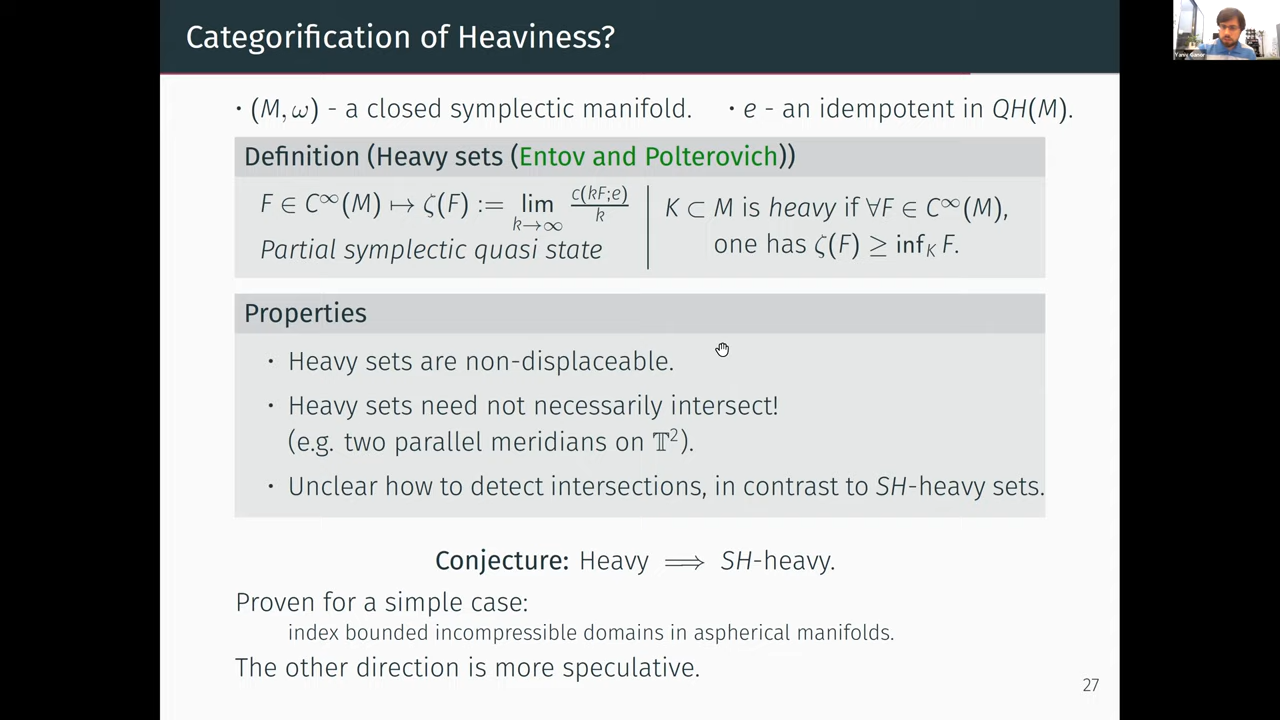 Categorification of Heaviness?
Yaniv Ganor
• (M, ω) - a closed symplectic manifold. • e - an idempotent in QH(M).
Definition (Heavy sets (Entov and Polterovich))
F ∈ C^∞(M) ↦ ζ(F) := lim_{k→∞} c(kF;e)/k
Partial symplectic quasi state
K ⊂ M is heavy if ∀F ∈ C^∞(M),
one has ζ(F) ≥ inf_K F.
Properties
• Heavy sets are non-displaceable.
• Heavy sets need not necessarily intersect!
(e.g. two parallel meridians on 𝕋²).
• Unclear how to detect intersections, in contrast to SH-heavy sets.
Conjecture: Heavy ⟹ SH-heavy.
Proven for a simple case:
index bounded incompressible domains in aspherical manifolds.
The other direction is more speculative.
27